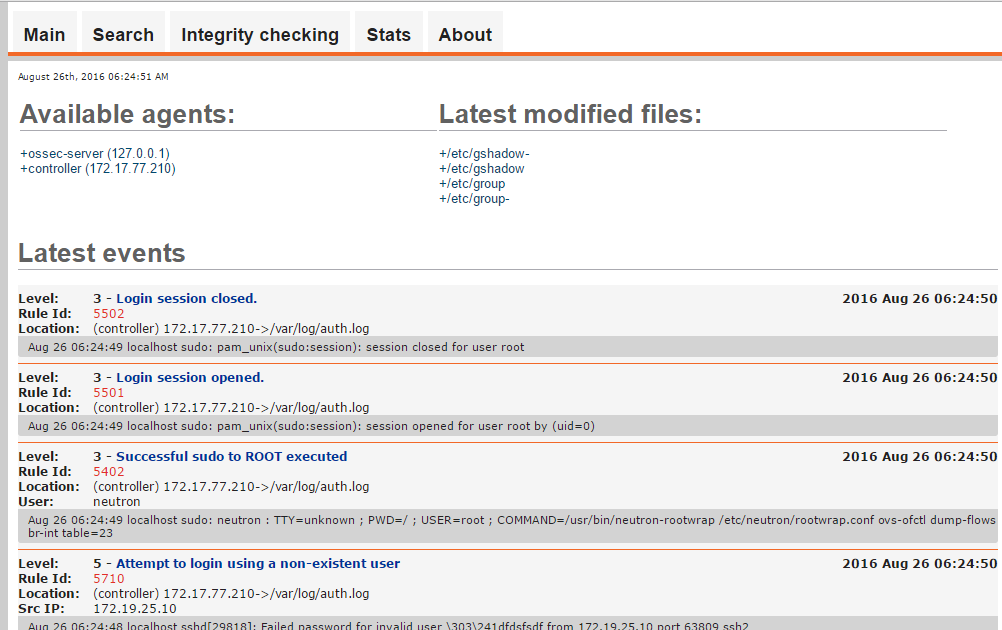 Main Search Integrity checking Stats About
August 26th, 2016 06:24:51 AM
Available agents:
+ossec-server (127.0.0.1)
+controller (172.17.77.210)
Latest modified files:
+/etc/gshadow-
+/etc/gshadow
+/etc/group
+/etc/group-
Latest events
Level: 3 - Login session closed. 2016 Aug 26 06:24:50
Rule Id: 5502
Location: (controller) 172.17.77.210->/var/log/auth.log
Aug 26 06:24:49 localhost sudo: pam_unix(sudo:session): session closed for user root
Level: 3 - Login session opened. 2016 Aug 26 06:24:50
Rule Id: 5501
Location: (controller) 172.17.77.210->/var/log/auth.log
Aug 26 06:24:49 localhost sudo: pam_unix(sudo:session): session opened for user root by (uid=0)
Level: 3 - Successful sudo to ROOT executed 2016 Aug 26 06:24:50
Rule Id: 5402
Location: (controller) 172.17.77.210->/var/log/auth.log
User: neutron
Aug 26 06:24:49 localhost sudo: neutron : TTY=unknown ; PWD=/ ; USER=root ; COMMAND=/usr/bin/neutron-rootwrap /etc/neutron/rootwrap.conf ovs-ofctl dump-flows
br-int table=23
Level: 5 - Attempt to login using a non-existent user 2016 Aug 26 06:24:50
Rule Id: 5710
Location: (controller) 172.17.77.210->/var/log/auth.log
Src IP: 172.19.25.10
Aug 26 06:24:48 localhost sshd[29818]: Failed password for invalid user \303\241dfdsfsdf from 172.19.25.10 port 63809 ssh2